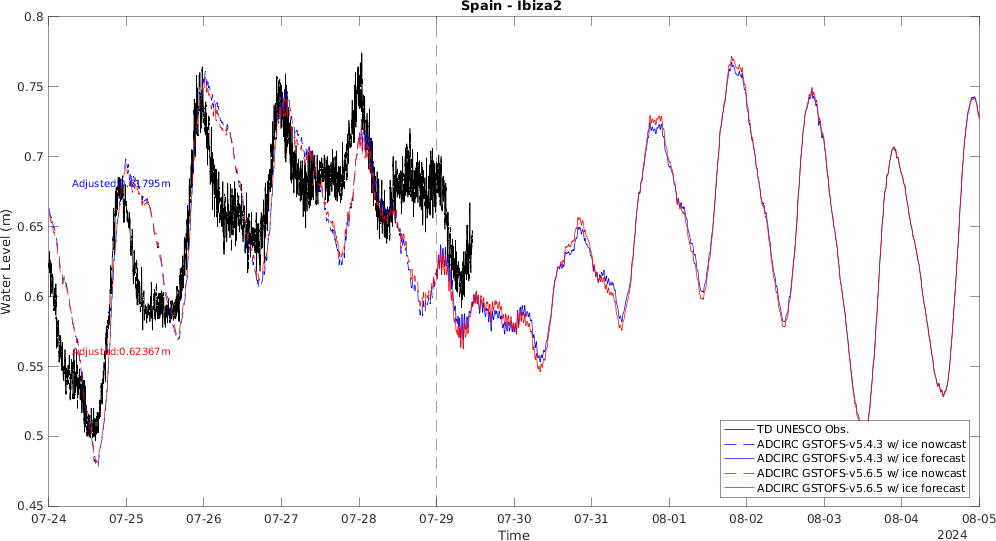 Spain - Ibiza2
0.8
0.75
0.7
0.65
0.6
0.55
0.5
0.45
Water Level (m)
Adjusted:0.61795m
Adjusted:0.62367m
TD UNESCO Obs.
ADCIRC GSTOFS-v5.4.3 w/ ice nowcast
ADCIRC GSTOFS-v5.4.3 w/ ice forecast
ADCIRC GSTOFS-v5.6.5 w/ ice nowcast
ADCIRC GSTOFS-v5.6.5 w/ ice forecast
07-24 07-25 07-26 07-27 07-28 07-29 07-30 07-31 08-01 08-02 08-03 08-04 08-05
Time
2024